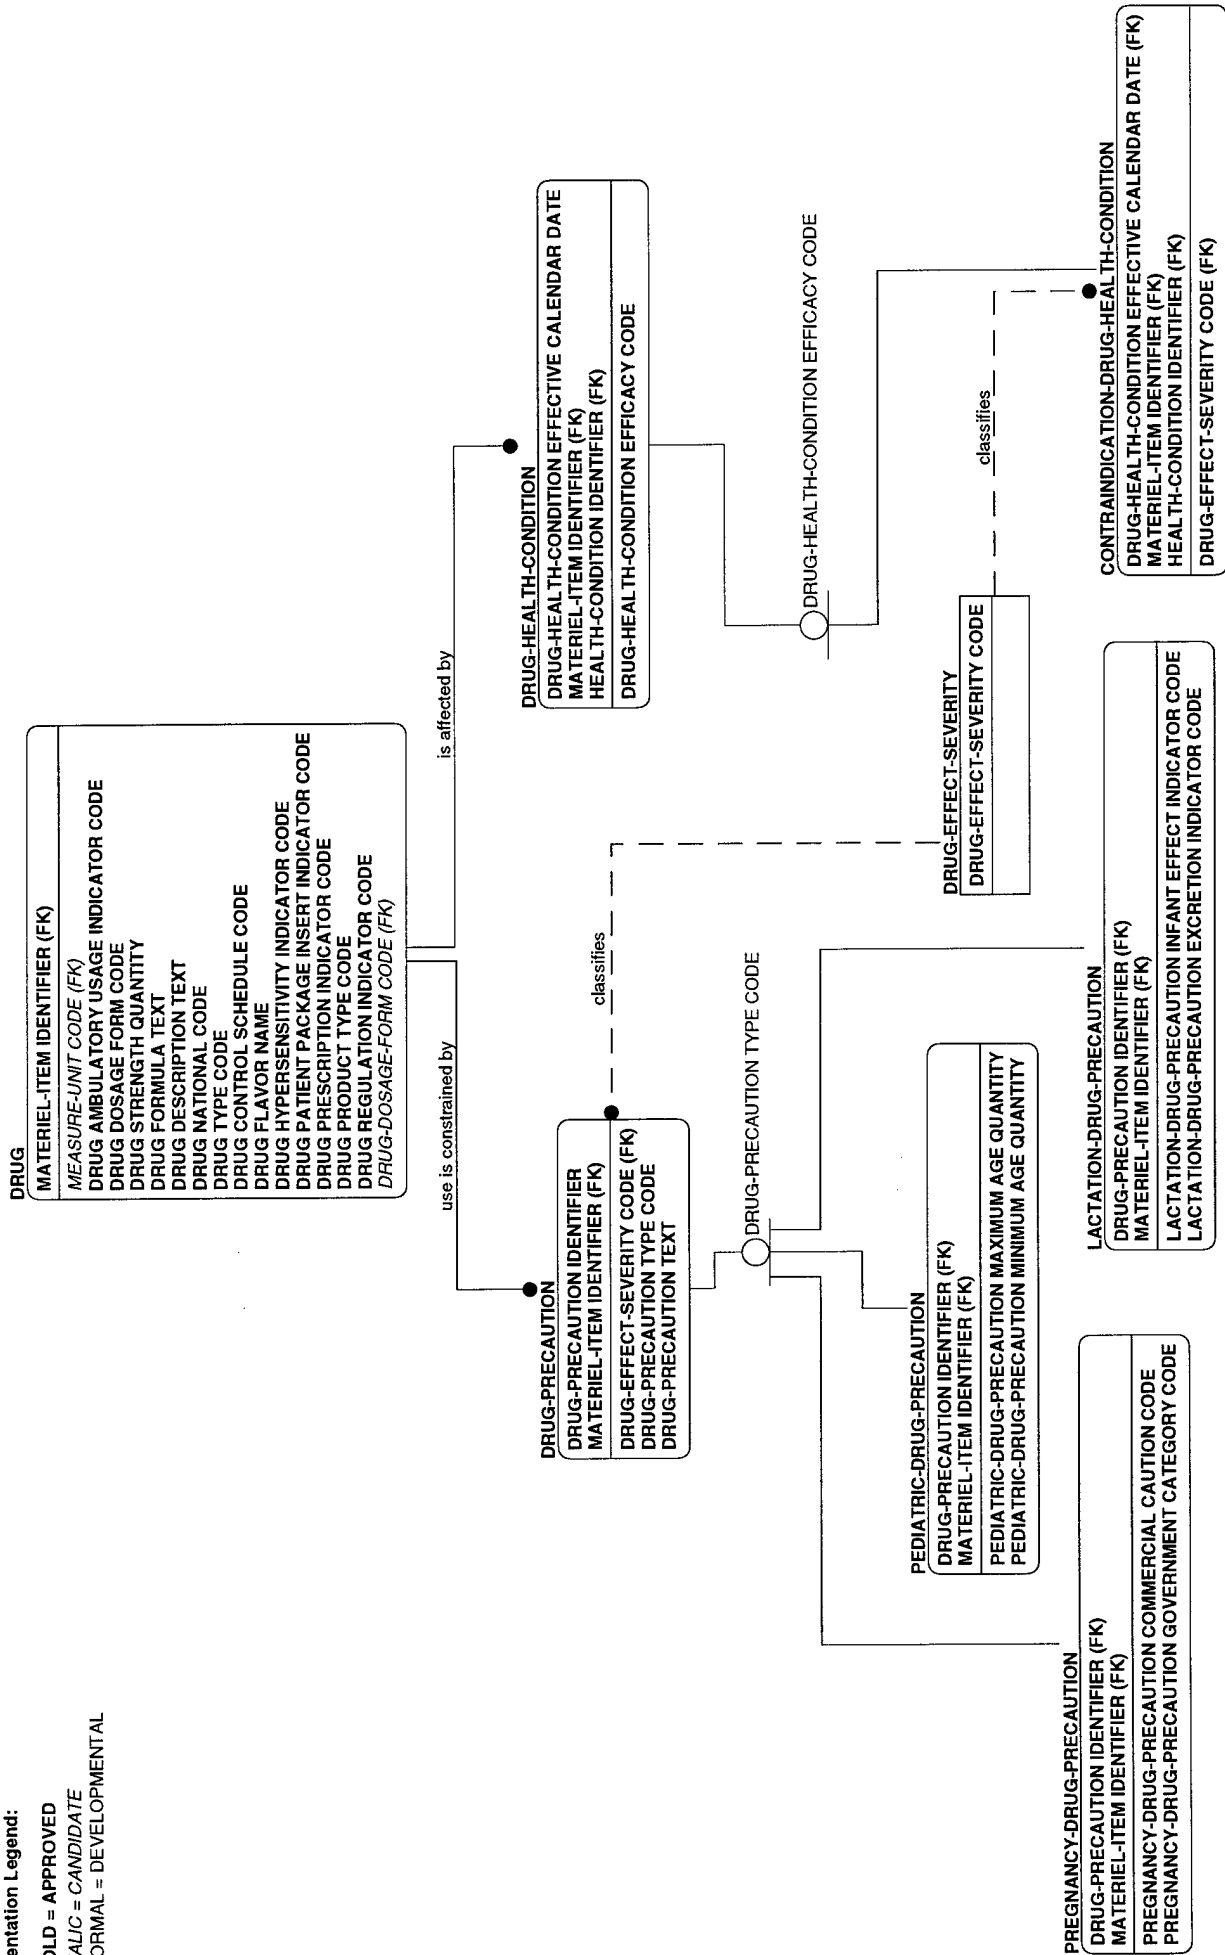 entation Legend:
OLD = APPROVED
ALIC = CANDIDATE
ORMAL = DEVELOPMENTAL
DRUG
MATERIEL-ITEM IDENTIFIER (FK)
MEASURE-UNIT CODE (FK)
DRUG AMBULATORY USAGE INDICATOR CODE
DRUG DOSAGE FORM CODE
DRUG STRENGTH QUANTITY
DRUG FORMULA TEXT
DRUG DESCRIPTION TEXT
DRUG NATIONAL CODE
DRUG TYPE CODE
DRUG CONTROL SCHEDULE CODE
DRUG FLAVOR NAME
DRUG HYPERSENSITIVITY INDICATOR CODE
DRUG PATIENT PACKAGE INSERT INDICATOR CODE
DRUG PRESCRIPTION INDICATOR CODE
DRUG PRODUCT TYPE CODE
DRUG REGULATION INDICATOR CODE
DRUG-DOSAGE-FORM CODE (FK)
use is constrained by
is affected by
DRUG-PRECAUTION
DRUG-PRECAUTION IDENTIFIER
MATERIEL-ITEM IDENTIFIER (FK)
DRUG-EFFECT-SEVERITY CODE (FK)
DRUG-PRECAUTION TYPE CODE
DRUG-PRECAUTION TEXT
classifies
DRUG-HEALTH-CONDITION
DRUG-HEALTH-CONDITION EFFECTIVE CALENDAR DATE
MATERIEL-ITEM IDENTIFIER (FK)
HEALTH-CONDITION IDENTIFIER (FK)
DRUG-HEALTH-CONDITION EFFICACY CODE
DRUG-PRECAUTION TYPE CODE
DRUG-HEALTH-CONDITION EFFICACY CODE
PEDIATRIC-DRUG-PRECAUTION
DRUG-PRECAUTION IDENTIFIER (FK)
MATERIEL-ITEM IDENTIFIER (FK)
PEDIATRIC-DRUG-PRECAUTION MAXIMUM AGE QUANTITY
PEDIATRIC-DRUG-PRECAUTION MINIMUM AGE QUANTITY
DRUG-EFFECT-SEVERITY
DRUG-EFFECT-SEVERITY CODE
classifies
PREGNANCY-DRUG-PRECAUTION
DRUG-PRECAUTION IDENTIFIER (FK)
MATERIEL-ITEM IDENTIFIER (FK)
PREGNANCY-DRUG-PRECAUTION COMMERCIAL CAUTION CODE
PREGNANCY-DRUG-PRECAUTION GOVERNMENT CATEGORY CODE
LACTATION-DRUG-PRECAUTION
DRUG-PRECAUTION IDENTIFIER (FK)
MATERIEL-ITEM IDENTIFIER (FK)
LACTATION-DRUG-PRECAUTION INFANT EFFECT INDICATOR CODE
LACTATION-DRUG-PRECAUTION EXCRETION INDICATOR CODE
CONTRAINDICATION-DRUG-HEALTH-CONDITION
DRUG-HEALTH-CONDITION EFFECTIVE CALENDAR DATE (FK)
MATERIEL-ITEM IDENTIFIER (FK)
HEALTH-CONDITION IDENTIFIER (FK)
DRUG-EFFECT-SEVERITY CODE (FK)